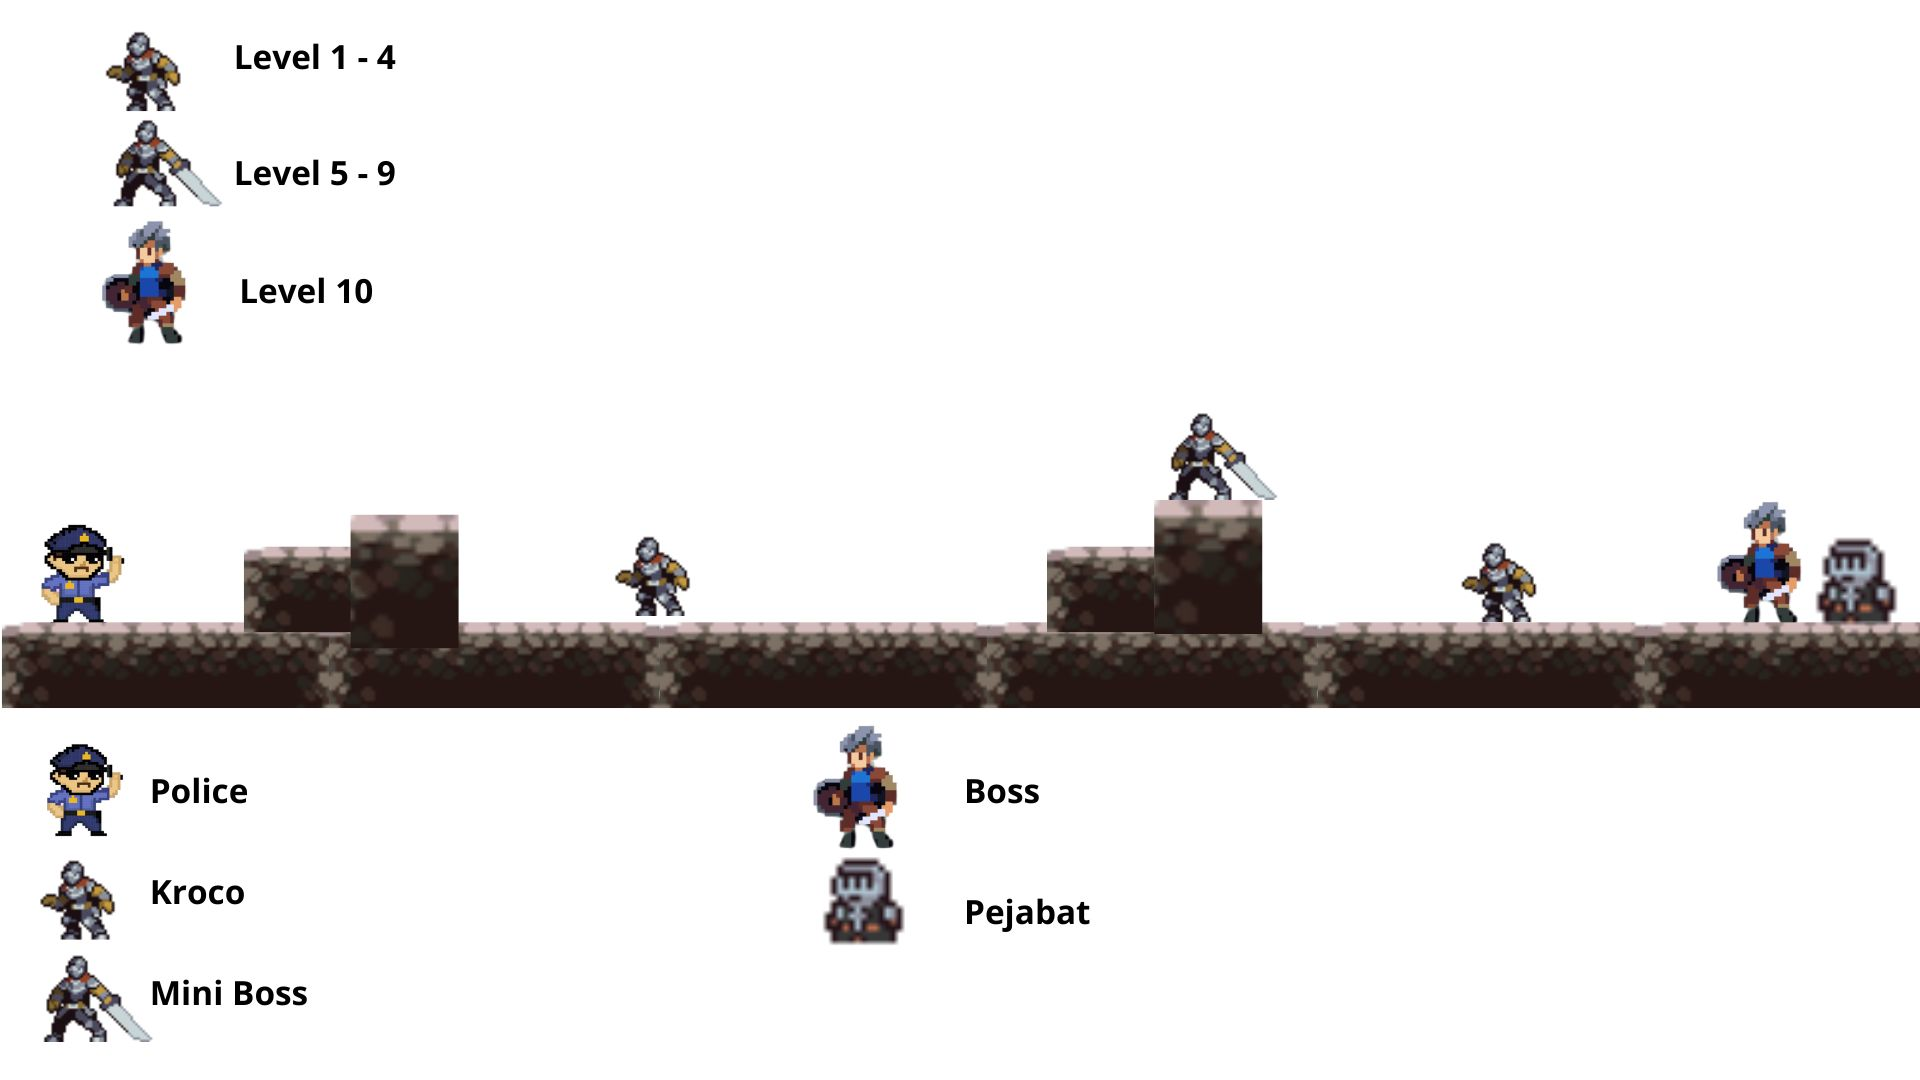 Level 1 - 4
Level 5 - 9
Level 10
Police
Kroco
Mini Boss
Boss
Pejabat